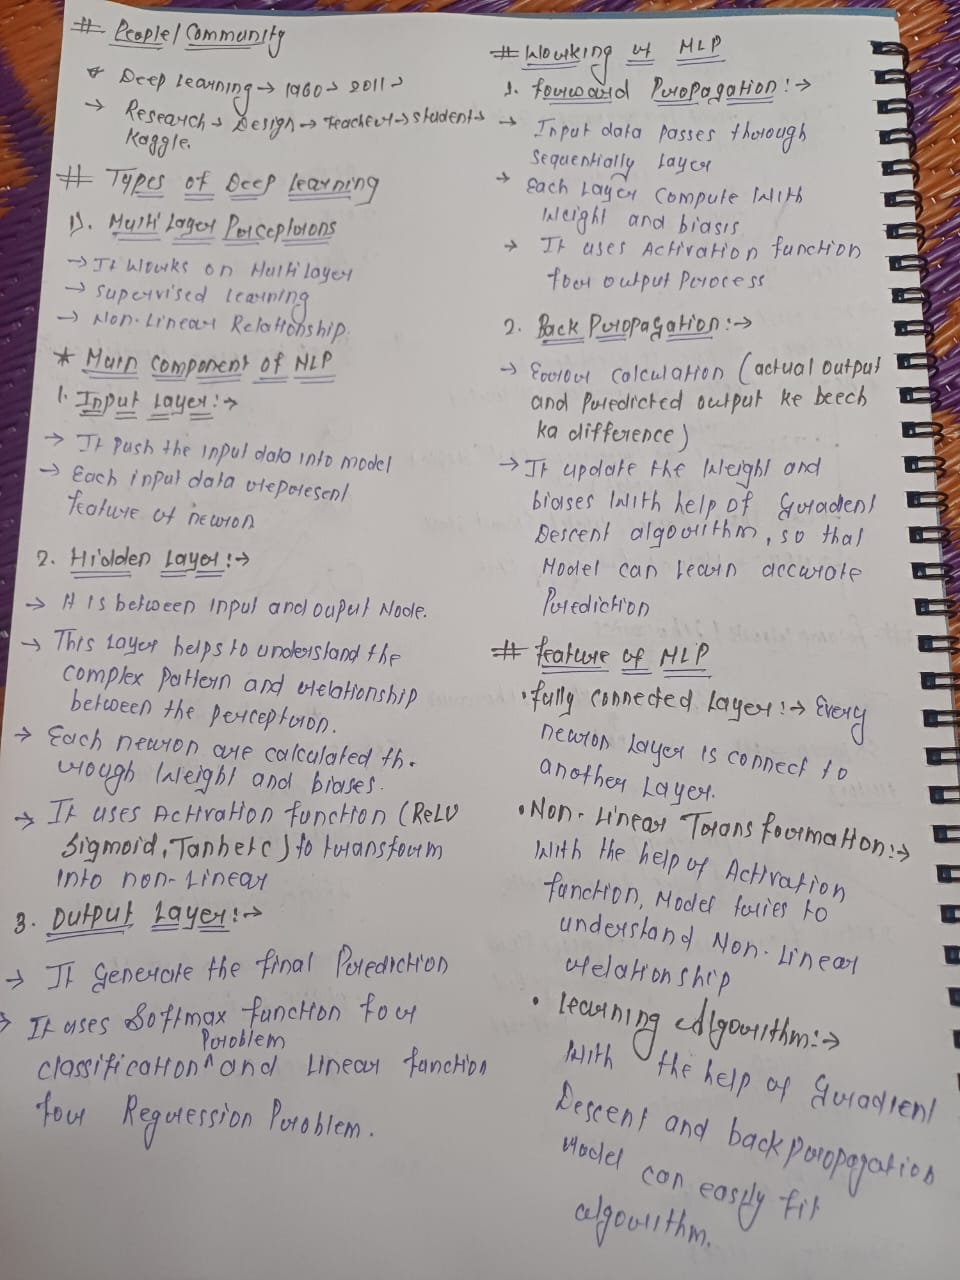 # People/Community
* Deep Learning → 1960 → 2011 →
→ Research → Design → Teacher → students →
Kaggle.
# Types of Deep Learning
1). Multi Layer Perceptrons
→ It works on Multilayer
→ supervised learning
→ Non-Linear Relationship.
* Main Component of MLP
1. Input Layer :→
→ It push the input data into model
→ Each input data represent
feature of neuron
2. Hidden Layer :→
→ It is between input and ouput Node.
→ This Layer helps to understand the
complex pattern and relationship
between the perceptron.
→ Each neuron are calculated th-
rough weight and biases.
→ It uses Activation function (ReLU
Sigmoid, Tanh etc) to transform
into non-Linear
3. Output Layer :→
→ It Generate the final Prediction
→ It uses Softmax function for
Problem
classification ^ and Linear function
for Regression Problem.
# Working of MLP
1. forward Propagation :→
→ Input data passes thorough
sequentially Layer
→ Each Layer compute with
weight and biasis
→ It uses Activation function
for output Process
2. Back Propagation :→
→ Error calculation (actual output
and Predicted output ke beech
ka difference)
→ It update the weight and
biases with help of Gradient
Descent algorithm, so that
Model can learn accurate
Prediction
# feature of MLP
• fully connected Layer :→ Every
neuron Layer is connect to
another Layer.
• Non-Linear Transformation :→
with the help of Activation
function, Model tries to
understand Non-Linear
relationship
• Learning Algorithm :→
with the help of Gradient
Descent and backpropagation
Model can easily fit
algorithm.